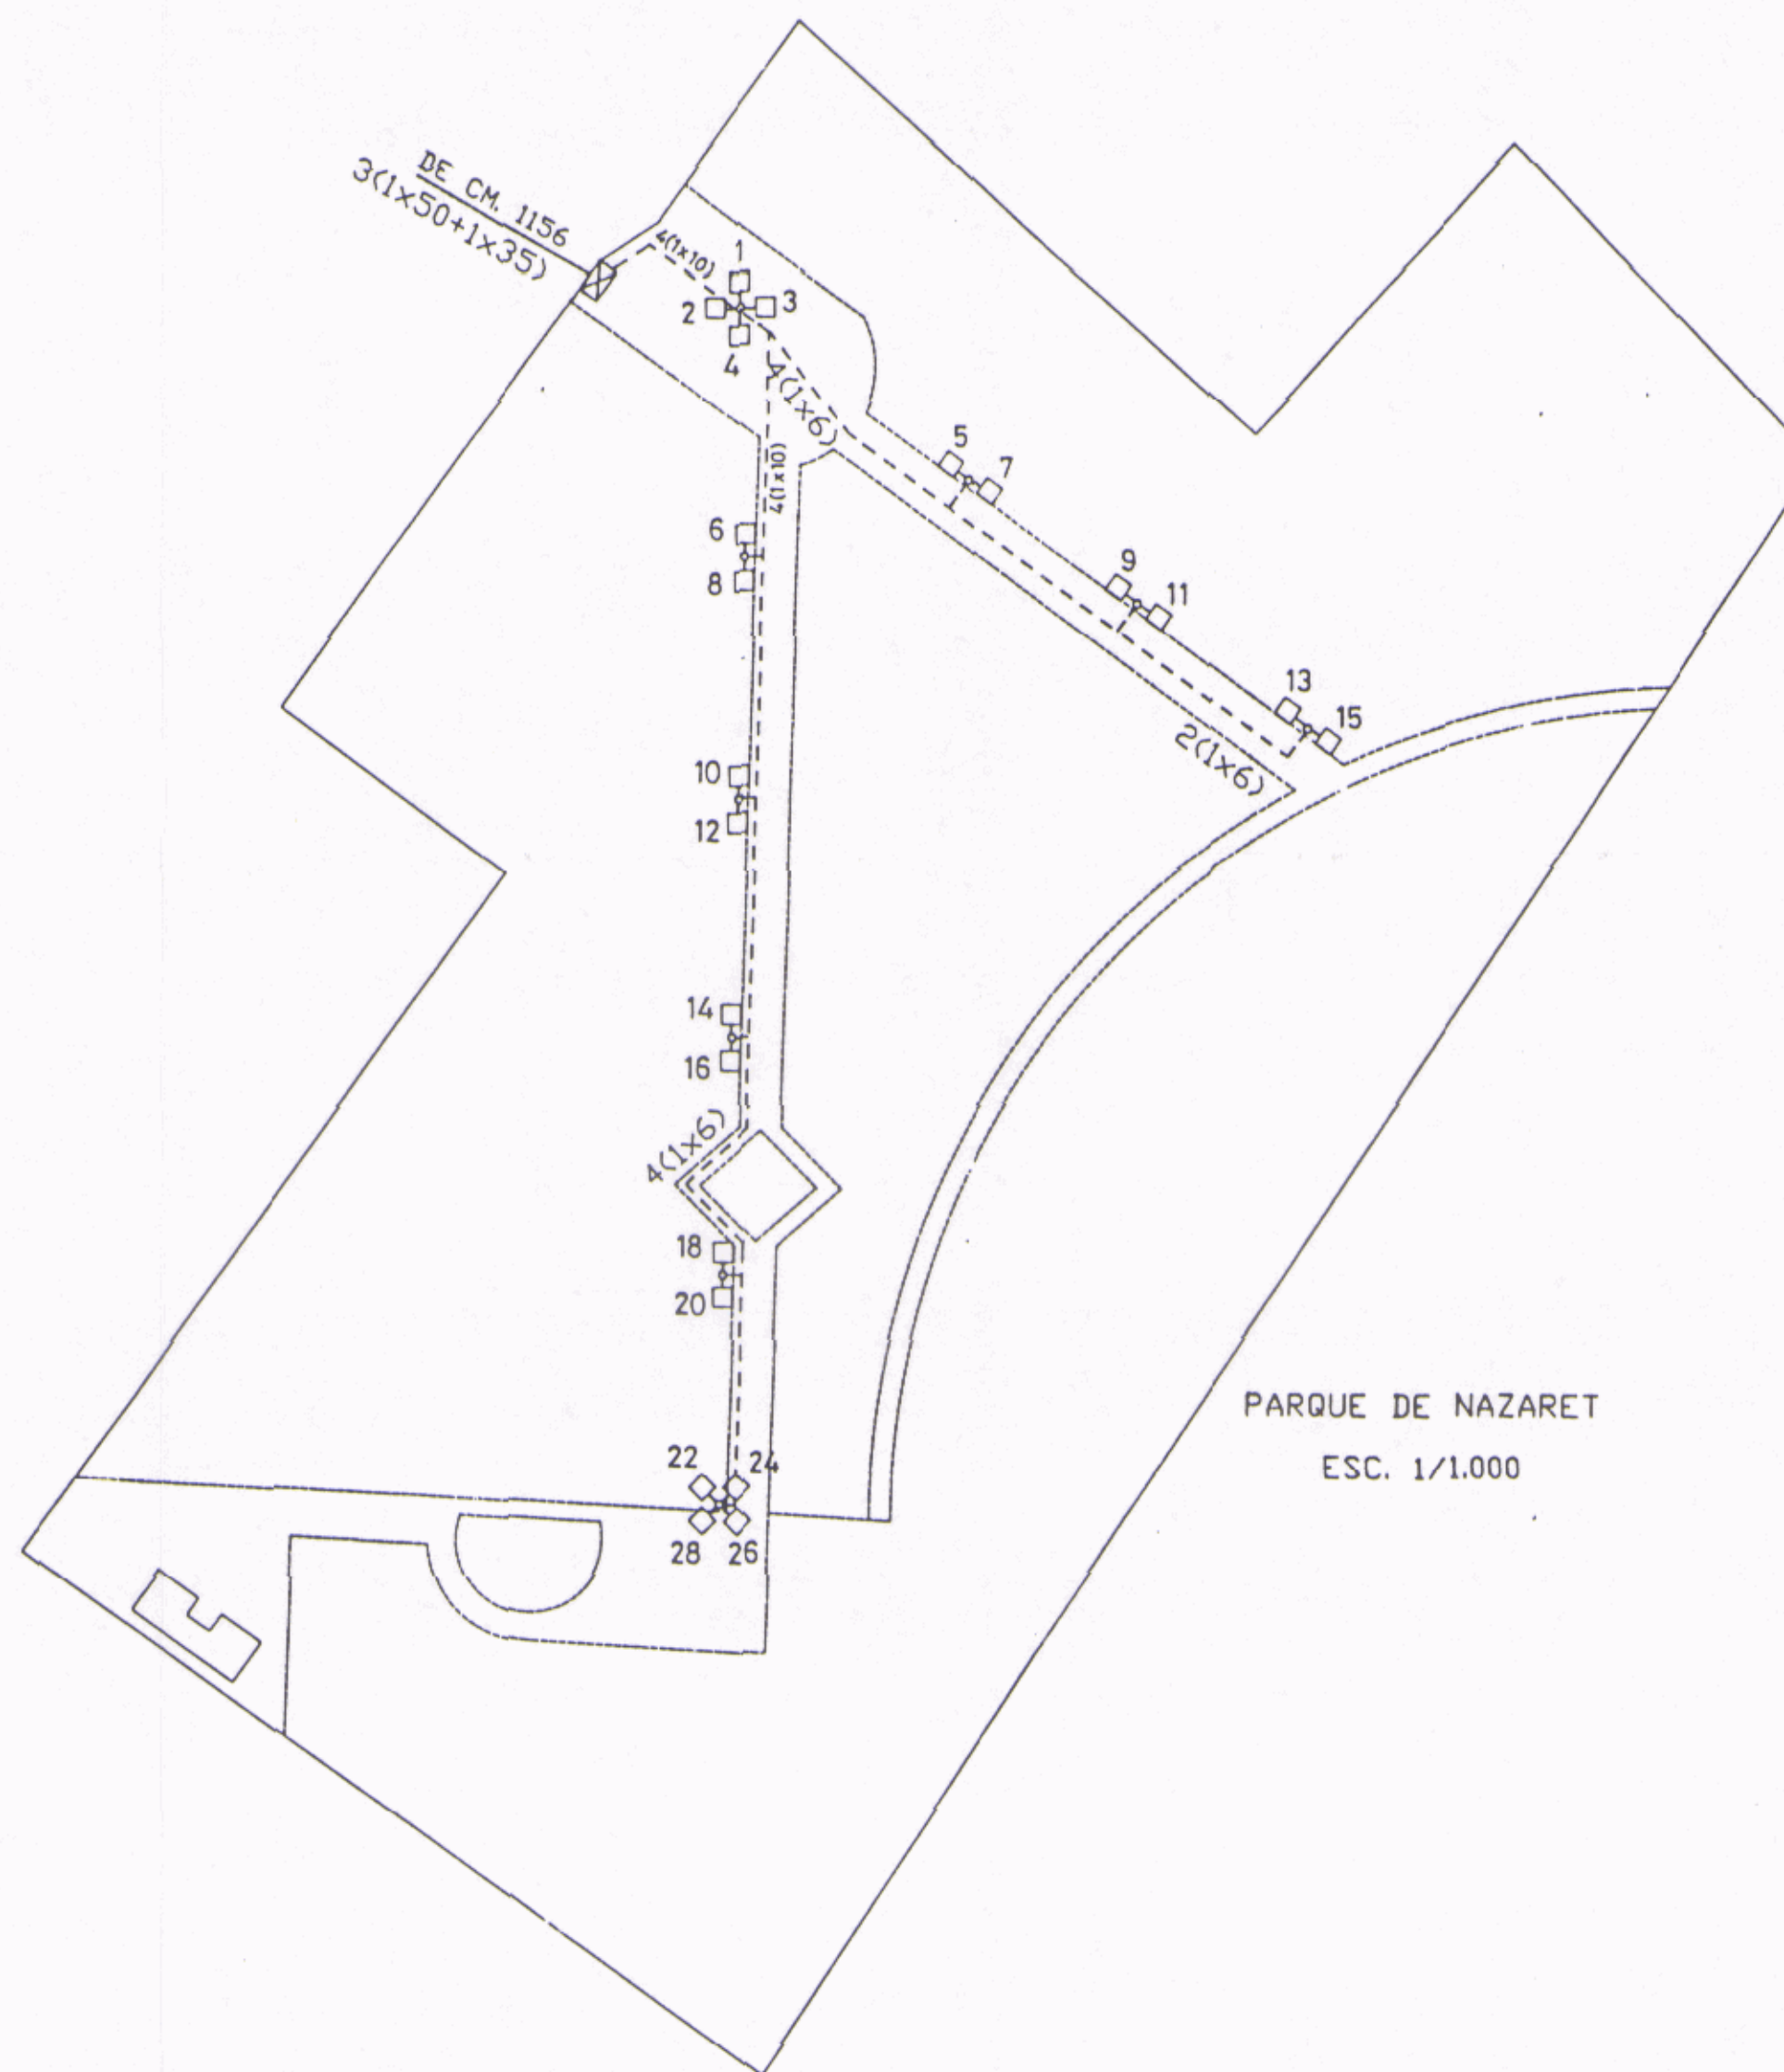 DE CM. 1156
3(1x50+1x35)
4(1x10)
1
2
3
4
4(1x6)
4(1x10)
5
7
6
8
9
11
13
15
2(1x6)
10
12
14
16
4(1x6)
18
20
PARQUE DE NAZARET
ESC. 1/1.000
22
24
28
26